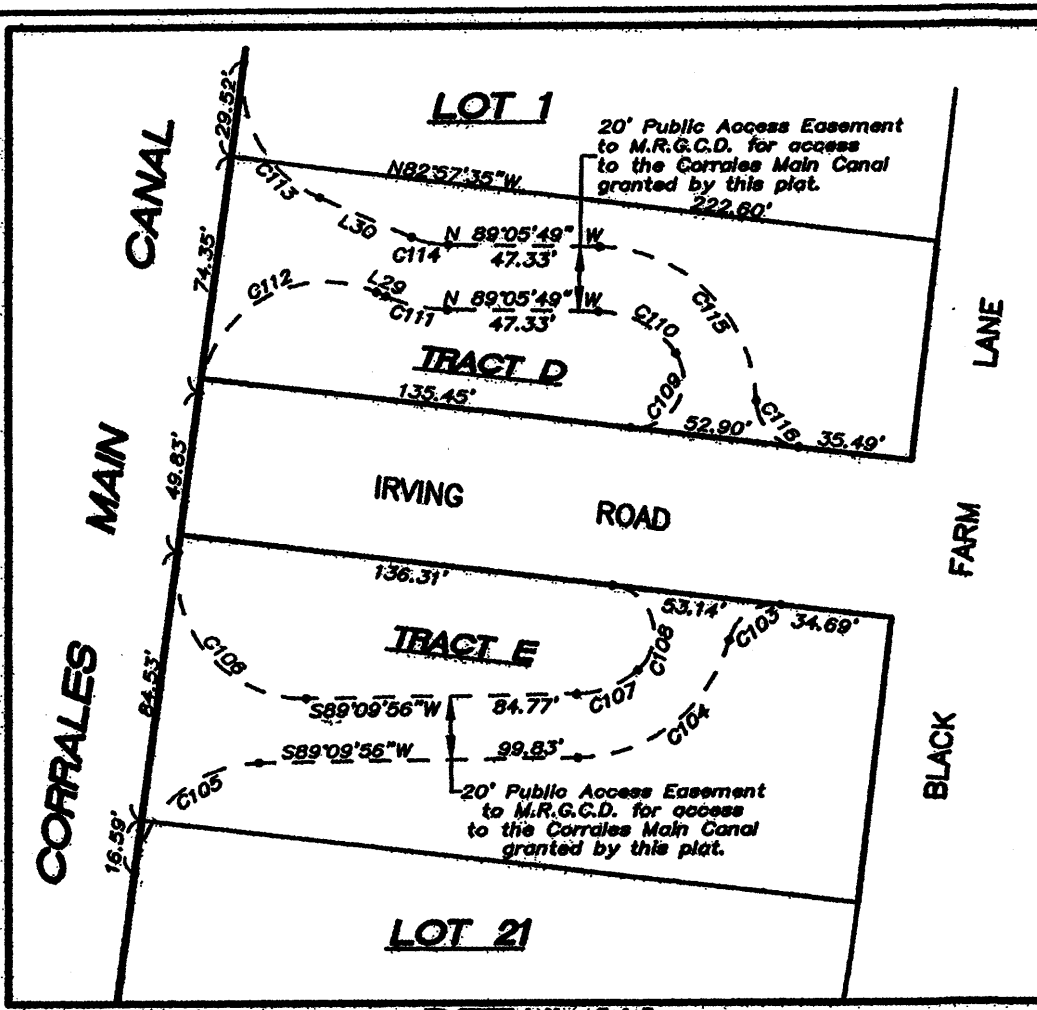 LOT 1
20' Public Access Easement
to M.R.G.C.D. for access
to the Corrales Main Canal
granted by this plat.
29.52'
CANAL
C113
N82°57'35"W
222.60'
L30
C114
N 89°05'49" W
47.33'
C115
74.35'
C112
L29
C111
N 89°05'49" W
47.33'
C110
LANE
TRACT D
C109
135.45'
52.90'
C116
35.49'
MAIN
49.83'
IRVING ROAD
FARM
136.31'
53.14'
34.69'
C103
TRACT E
C108
C106
84.53'
CORRALES
S89°09'56"W
84.77'
C107
C104
S89°09'56"W
99.83'
BLACK
C105
20' Public Access Easement
to M.R.G.C.D. for access
to the Corrales Main Canal
granted by this plat.
16.59'
LOT 21